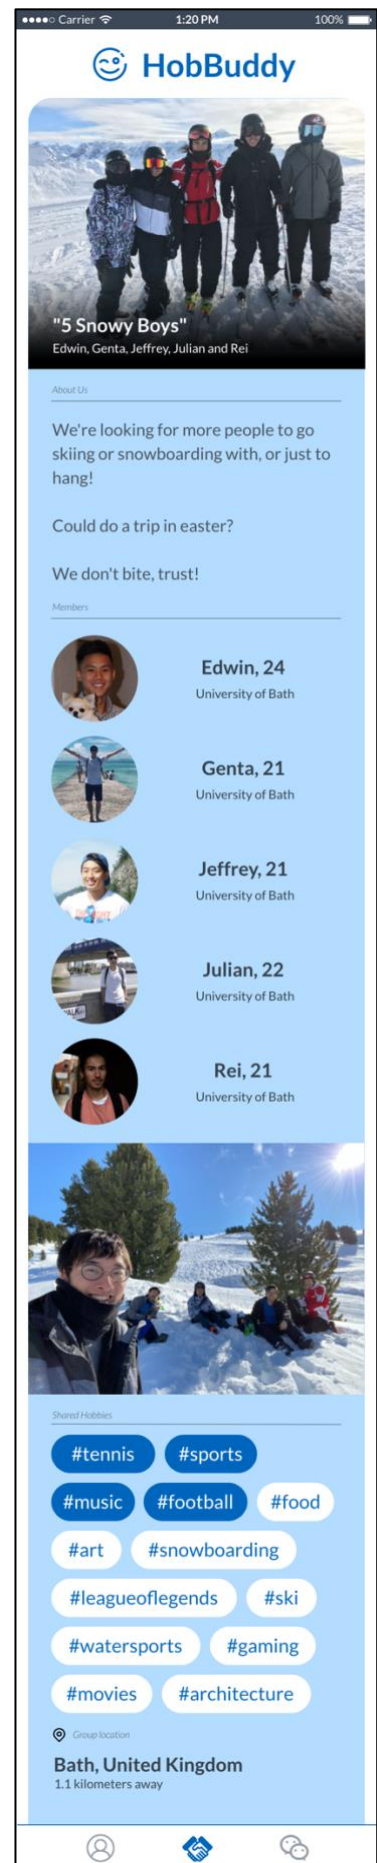 Carrier 1:20 PM 100%
HobBuddy
"5 Snowy Boys"
Edwin, Genta, Jeffrey, Julian and Rei
About Us
We're looking for more people to go
skiing or snowboarding with, or just to
hang!
Could do a trip in easter?
We don't bite, trust!
Members
Edwin, 24
University of Bath
Genta, 21
University of Bath
Jeffrey, 21
University of Bath
Julian, 22
University of Bath
Rei, 21
University of Bath
Shared Hobbies
#tennis #sports
#music #football #food
#art #snowboarding
#leagueoflegends #ski
#watersports #gaming
#movies #architecture
Group location
Bath, United Kingdom
1.1 kilometers away